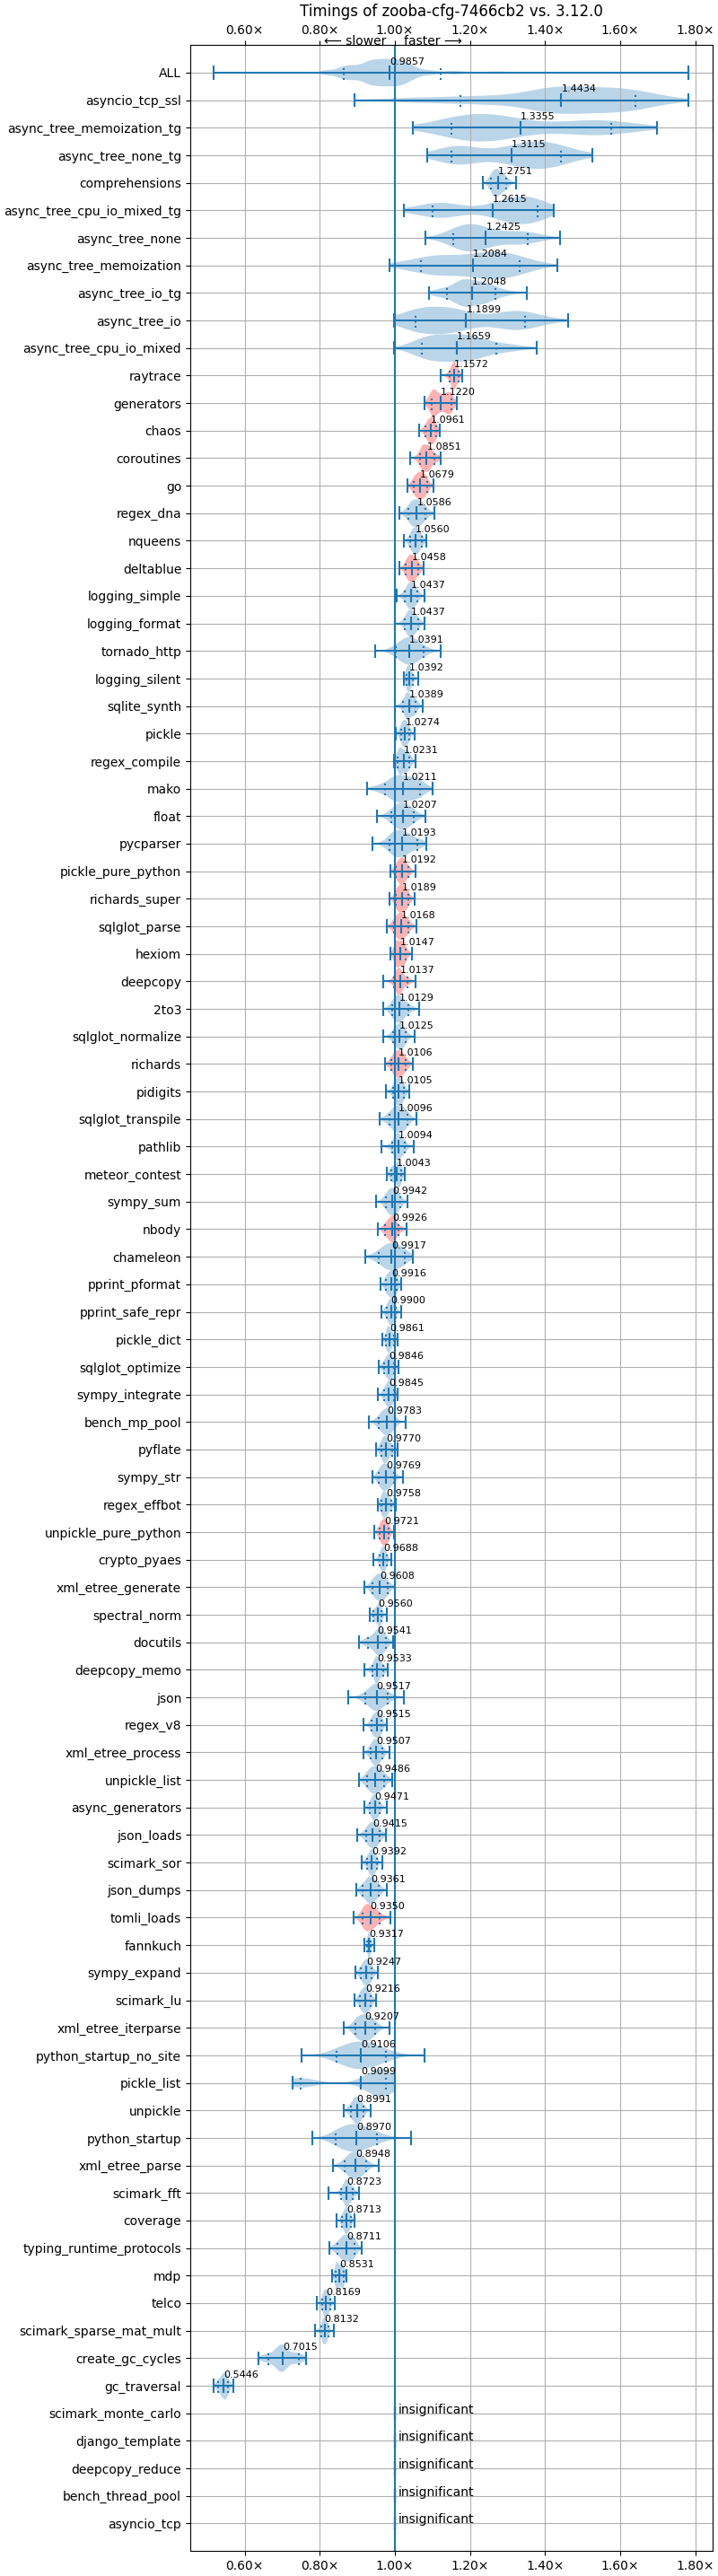 Timings of zooba-cfg-7466cb2 vs. 3.12.0
0.60× 0.80× 1.00× 1.20× 1.40× 1.60× 1.80×
⟵ slower faster ⟶
ALL 0.9857
asyncio_tcp_ssl 1.4434
async_tree_memoization_tg 1.3355
async_tree_none_tg 1.3115
comprehensions 1.2751
async_tree_cpu_io_mixed_tg 1.2615
async_tree_none 1.2425
async_tree_memoization 1.2084
async_tree_io_tg 1.2048
async_tree_io 1.1899
async_tree_cpu_io_mixed 1.1659
raytrace 1.1572
generators 1.1220
chaos 1.0961
coroutines 1.0851
go 1.0679
regex_dna 1.0586
nqueens 1.0560
deltablue 1.0458
logging_simple 1.0437
logging_format 1.0437
tornado_http 1.0391
logging_silent 1.0392
sqlite_synth 1.0389
pickle 1.0274
regex_compile 1.0231
mako 1.0211
float 1.0207
pycparser 1.0193
pickle_pure_python 1.0192
richards_super 1.0189
sqlglot_parse 1.0168
hexiom 1.0147
deepcopy 1.0137
2to3 1.0129
sqlglot_normalize 1.0125
richards 1.0106
pidigits 1.0105
sqlglot_transpile 1.0096
pathlib 1.0094
meteor_contest 1.0043
sympy_sum 0.9942
nbody 0.9926
chameleon 0.9917
pprint_pformat 0.9916
pprint_safe_repr 0.9900
pickle_dict 0.9861
sqlglot_optimize 0.9846
sympy_integrate 0.9845
bench_mp_pool 0.9783
pyflate 0.9770
sympy_str 0.9769
regex_effbot 0.9758
unpickle_pure_python 0.9721
crypto_pyaes 0.9688
xml_etree_generate 0.9608
spectral_norm 0.9560
docutils 0.9541
deepcopy_memo 0.9533
json 0.9517
regex_v8 0.9515
xml_etree_process 0.9507
unpickle_list 0.9486
async_generators 0.9471
json_loads 0.9415
scimark_sor 0.9392
json_dumps 0.9361
tomli_loads 0.9350
fannkuch 0.9317
sympy_expand 0.9247
scimark_lu 0.9216
xml_etree_iterparse 0.9207
python_startup_no_site 0.9106
pickle_list 0.9099
unpickle 0.8991
python_startup 0.8970
xml_etree_parse 0.8948
scimark_fft 0.8723
coverage 0.8713
typing_runtime_protocols 0.8711
mdp 0.8531
telco 0.8169
scimark_sparse_mat_mult 0.8132
create_gc_cycles 0.7015
gc_traversal 0.5446
scimark_monte_carlo insignificant
django_template insignificant
deepcopy_reduce insignificant
bench_thread_pool insignificant
asyncio_tcp insignificant
0.60× 0.80× 1.00× 1.20× 1.40× 1.60× 1.80×